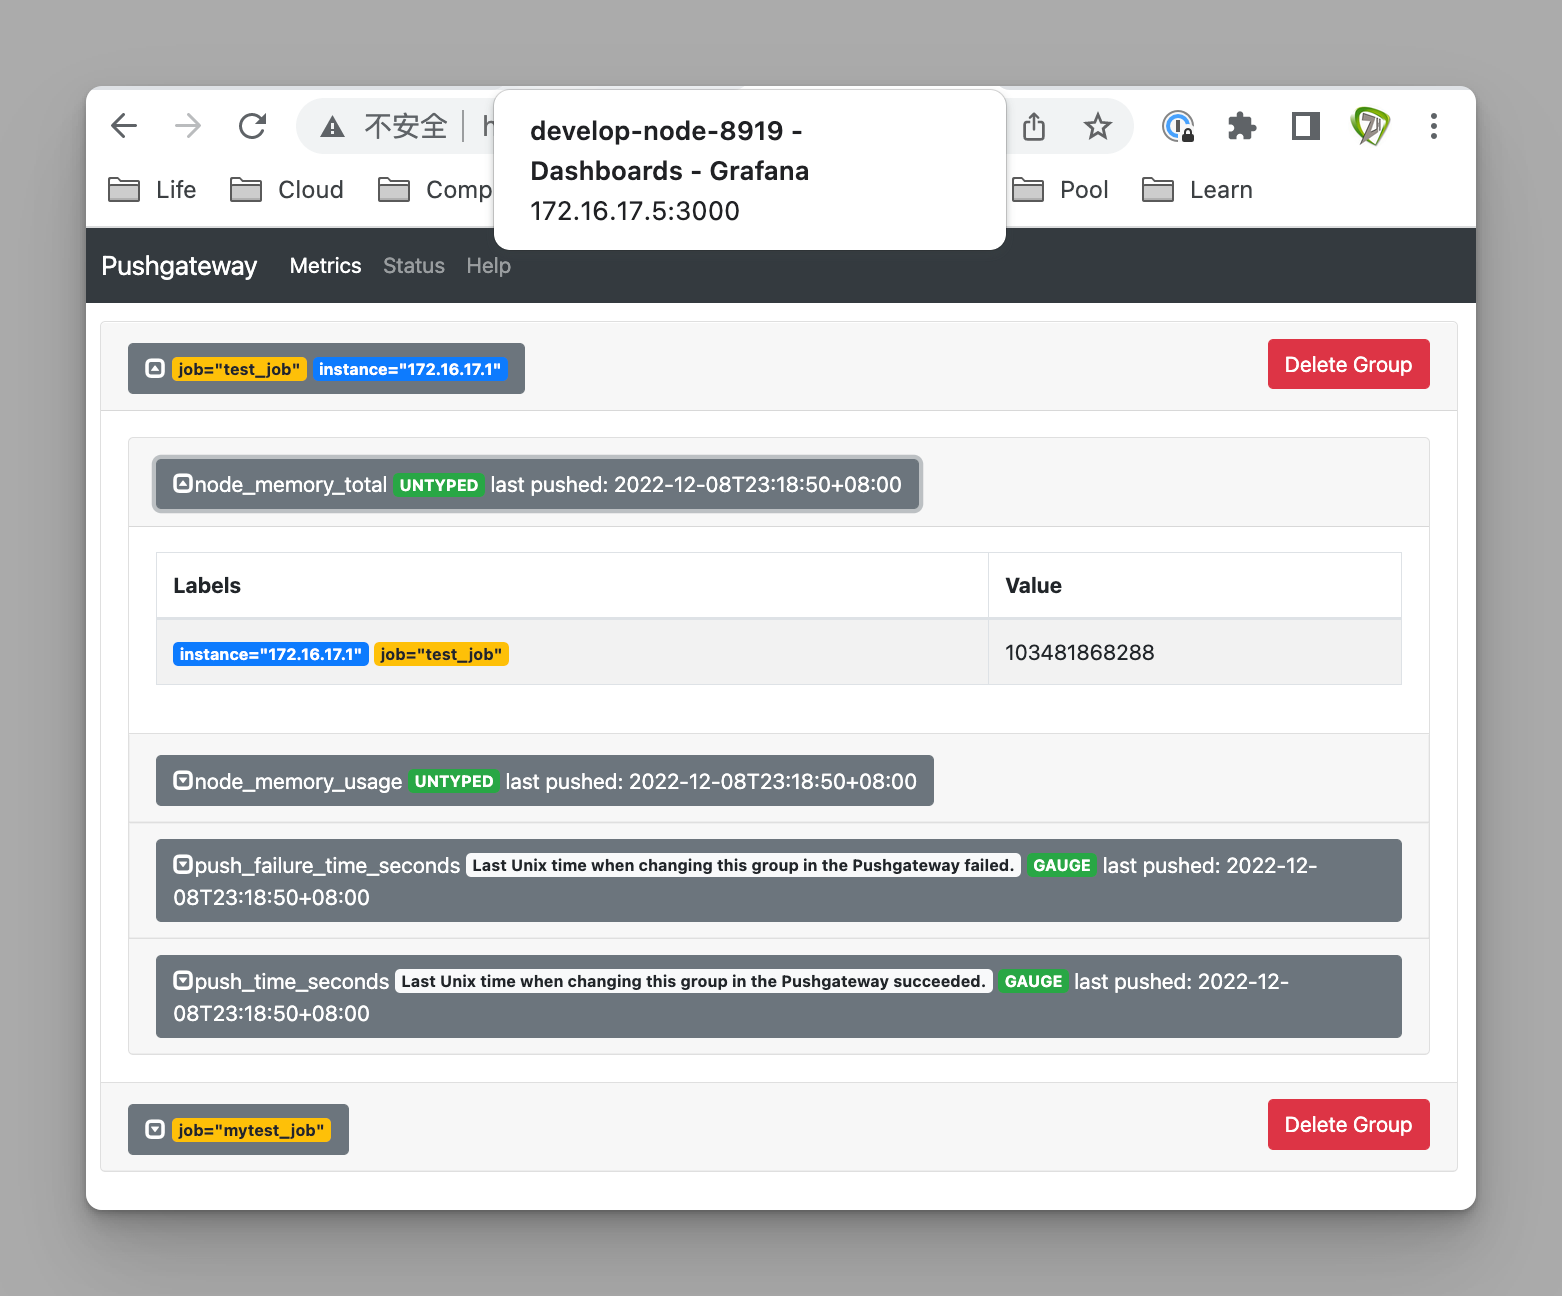 不安全
develop-node-8919 -
Dashboards - Grafana
172.16.17.5:3000
Life Cloud Comp Pool Learn
Pushgateway Metrics Status Help
job="test_job" instance="172.16.17.1" Delete Group
node_memory_total UNTYPED last pushed: 2022-12-08T23:18:50+08:00
Labels Value
instance="172.16.17.1" job="test_job" 103481868288
node_memory_usage UNTYPED last pushed: 2022-12-08T23:18:50+08:00
push_failure_time_seconds Last Unix time when changing this group in the Pushgateway failed. GAUGE last pushed: 2022-12-
08T23:18:50+08:00
push_time_seconds Last Unix time when changing this group in the Pushgateway succeeded. GAUGE last pushed: 2022-12-
08T23:18:50+08:00
job="mytest_job" Delete Group